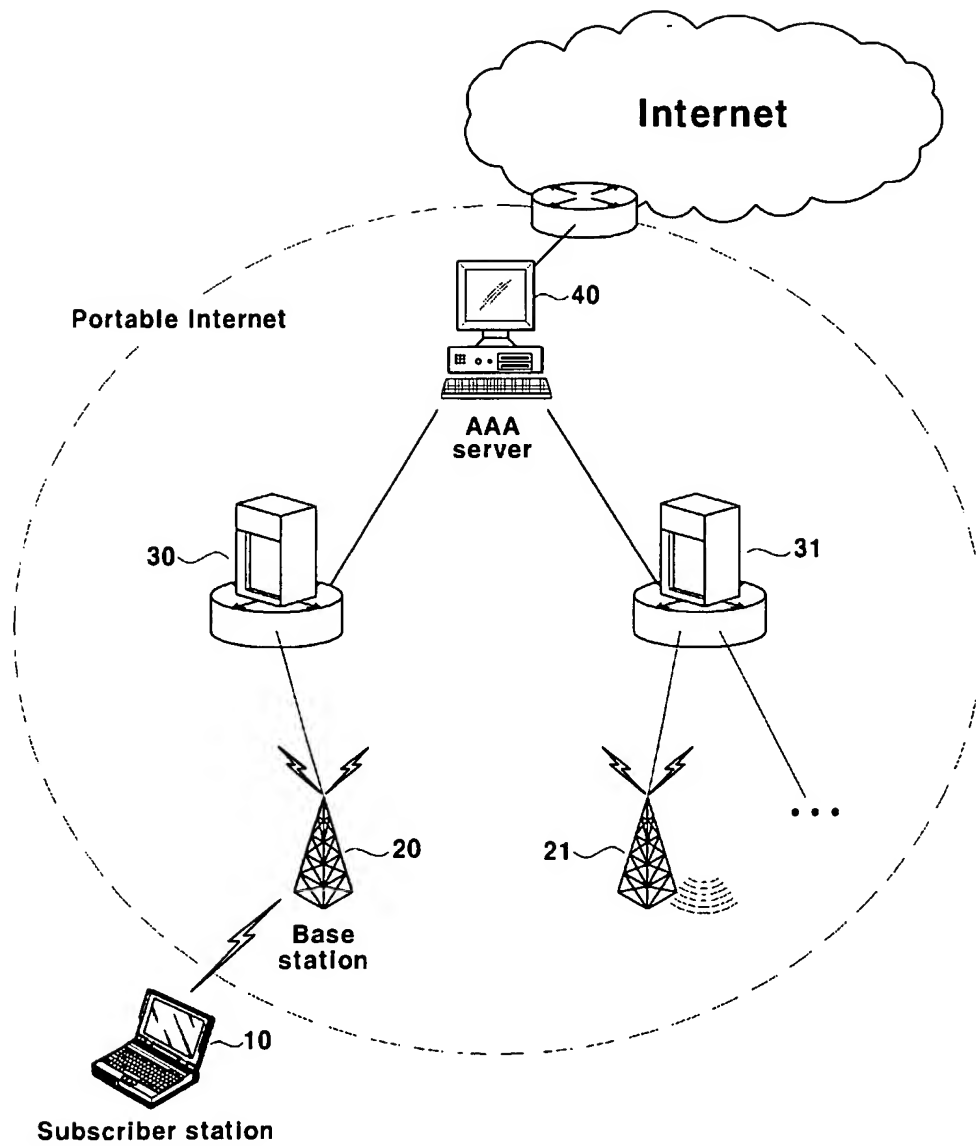 Internet
Portable Internet
40
AAA
server
30
31
20
21
Base
station
10
Subscriber station